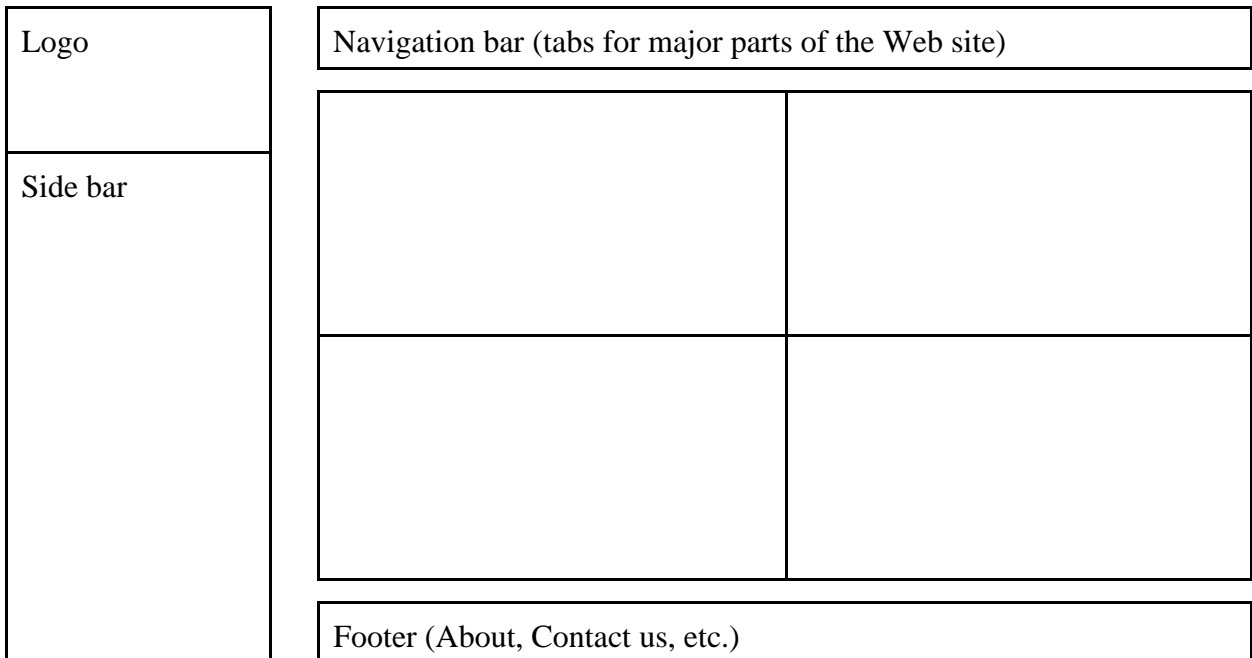 Logo
Navigation bar (tabs for major parts of the Web site)
Side bar
Footer (About, Contact us, etc.)